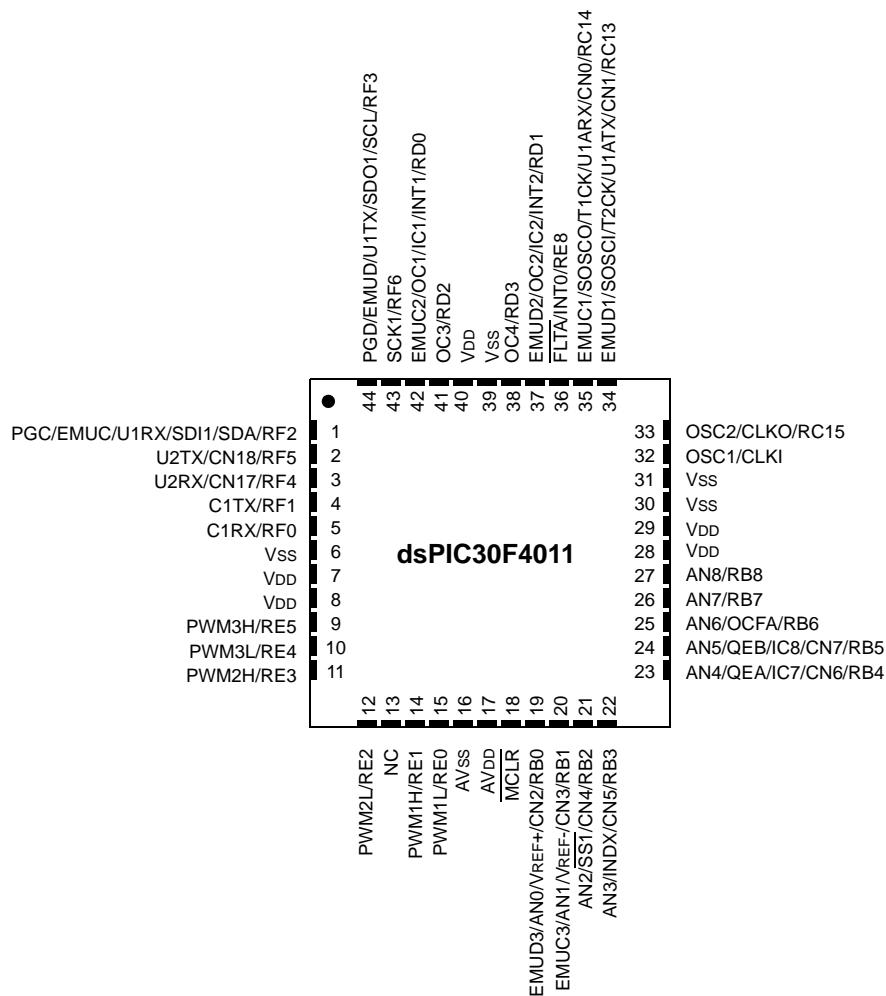 PGD/EMUD/U1TX/SDO1/SCL/RF3
SCK1/RF6
EMUC2/OC1/IC1/INT1/RD0
OC3/RD2
VDD
VSS
OC4/RD3
EMUD2/OC2/IC2/INT2/RD1
FLTA/INT0/RE8
EMUC1/SOSCO/T1CK/U1ARX/CN0/RC14
EMUD1/SOSCI/T2CK/U1ATX/CN1/RC13
44
43
42
41
40
39
38
37
36
35
34
PGC/EMUC/U1RX/SDI1/SDA/RF2 1
U2TX/CN18/RF5 2
U2RX/CN17/RF4 3
C1TX/RF1 4
C1RX/RF0 5
VSS 6
VDD 7
VDD 8
PWM3H/RE5 9
PWM3L/RE4 10
PWM2H/RE3 11
dsPIC30F4011
33 OSC2/CLKO/RC15
32 OSC1/CLKI
31 VSS
30 VSS
29 VDD
28 VDD
27 AN8/RB8
26 AN7/RB7
25 AN6/OCFA/RB6
24 AN5/QEB/IC8/CN7/RB5
23 AN4/QEA/IC7/CN6/RB4
12
13
14
15
16
17
18
19
20
21
22
PWM2L/RE2
NC
PWM1H/RE1
PWM1L/RE0
AVSS
AVDD
MCLR
EMUD3/AN0/VREF+/CN2/RB0
EMUC3/AN1/VREF-/CN3/RB1
AN2/SS1/CN4/RB2
AN3/INDX/CN5/RB3